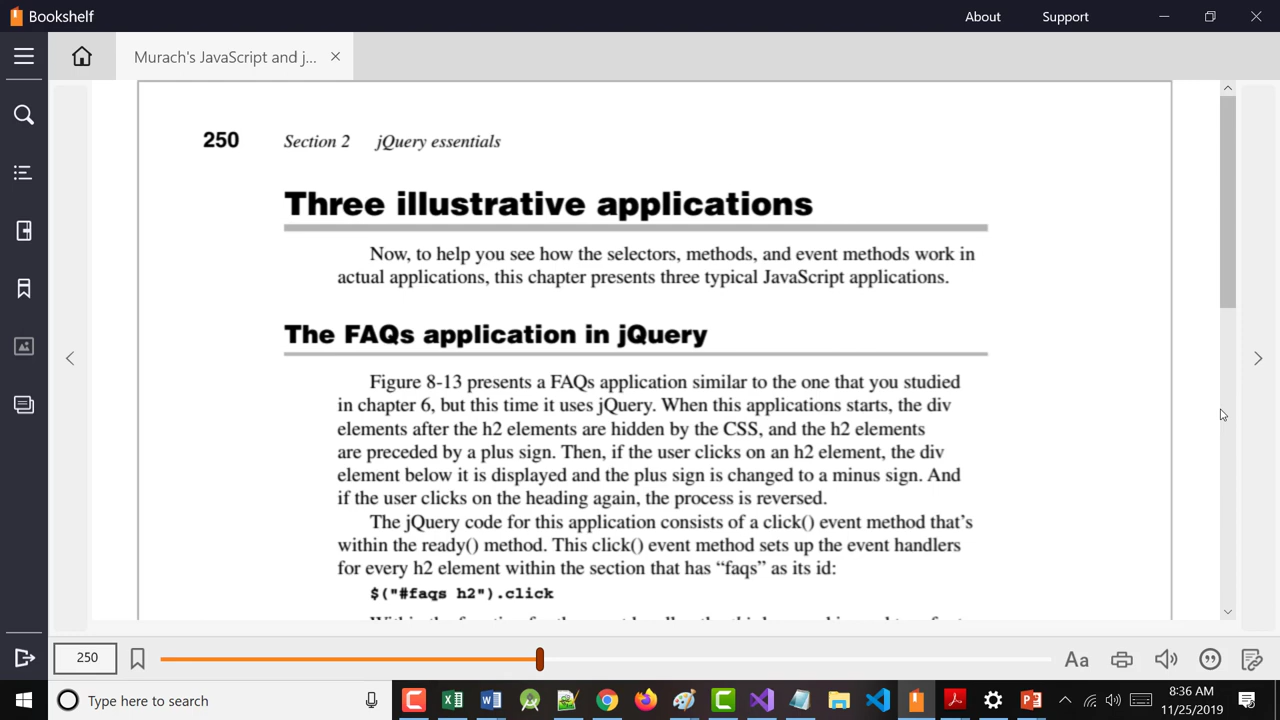 Bookshelf
About
Support
Murach's JavaScript and j...
250 Section 2 jQuery essentials
Three illustrative applications
Now, to help you see how the selectors, methods, and event methods work in
actual applications, this chapter presents three typical JavaScript applications.
The FAQs application in jQuery
Figure 8-13 presents a FAQs application similar to the one that you studied
in chapter 6, but this time it uses jQuery. When this applications starts, the div
elements after the h2 elements are hidden by the CSS, and the h2 elements
are preceded by a plus sign. Then, if the user clicks on an h2 element, the div
element below it is displayed and the plus sign is changed to a minus sign. And
if the user clicks on the heading again, the process is reversed.
The jQuery code for this application consists of a click() event method that's
within the ready() method. This click() event method sets up the event handlers
for every h2 element within the section that has “faqs” as its id:
$("#faqs h2").click
250
Aa
Type here to search
8:36 AM
11/25/2019